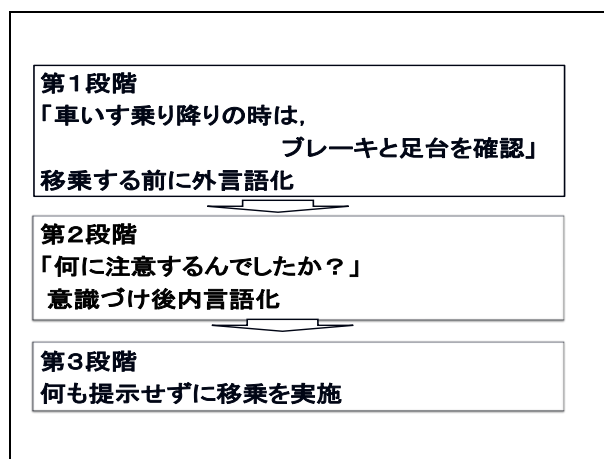 第１段階
「車いす乗り降りの時は,
ブレーキと足台を確認」
移乗する前に外言語化
第２段階
「何に注意するんでしたか？」
意識づけ後内言語化
第３段階
何も提示せずに移乗を実施